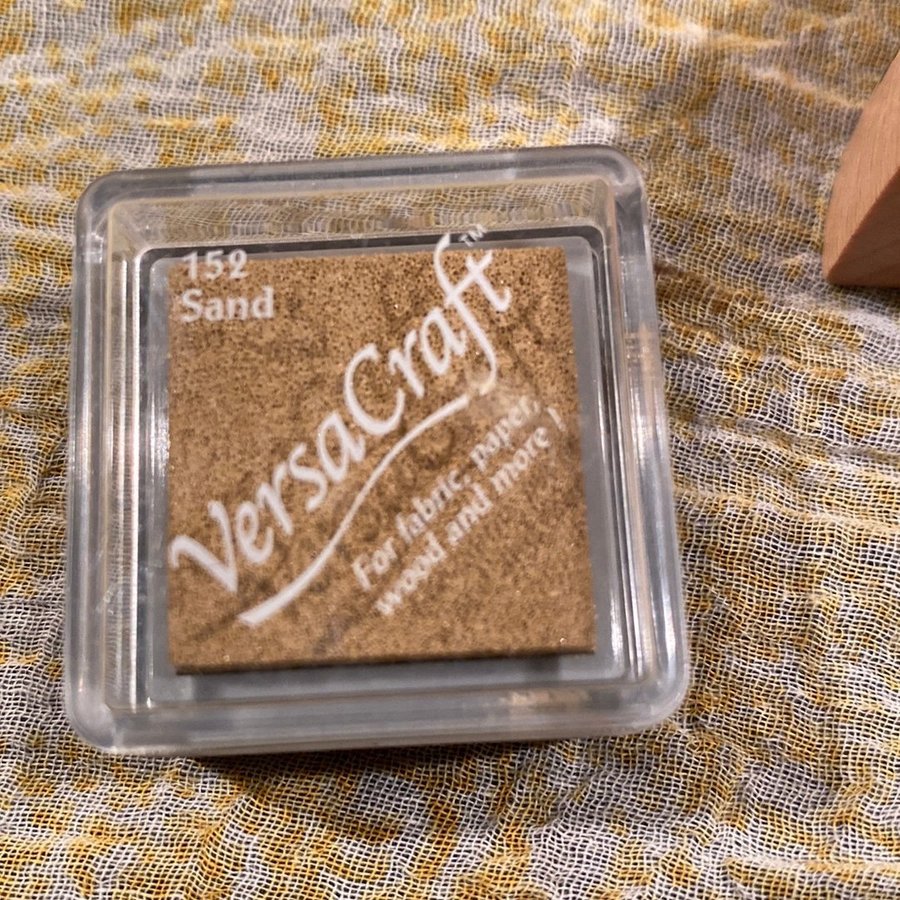 152
Sand
VersaCraft™
For fabric, paper,
wood and more !